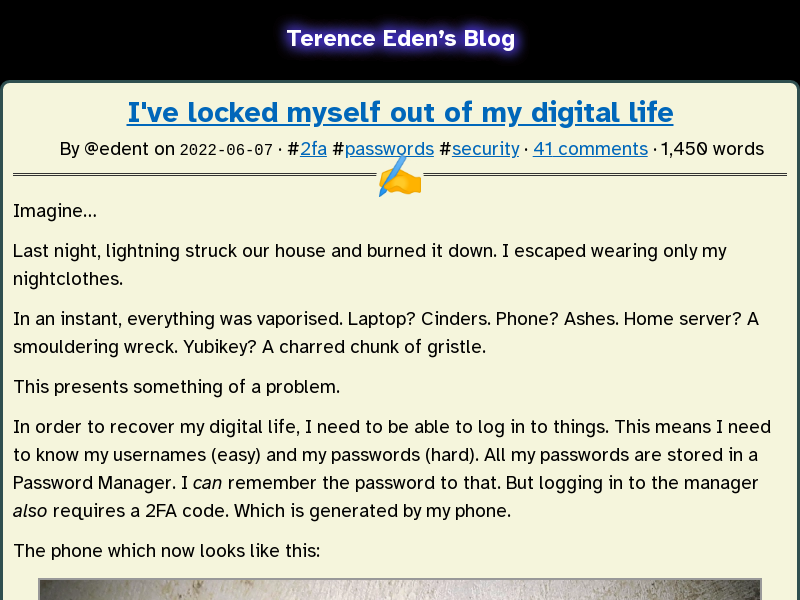 Terence Eden’s Blog
I've locked myself out of my digital life
By @edent on 2022-06-07 · #2fa #passwords #security · 41 comments · 1,450 words
Imagine…
Last night, lightning struck our house and burned it down. I escaped wearing only my
nightclothes.
In an instant, everything was vaporised. Laptop? Cinders. Phone? Ashes. Home server? A
smouldering wreck. Yubikey? A charred chunk of gristle.
This presents something of a problem.
In order to recover my digital life, I need to be able to log in to things. This means I need
to know my usernames (easy) and my passwords (hard). All my passwords are stored in a
Password Manager. I can remember the password to that. But logging in to the manager
also requires a 2FA code. Which is generated by my phone.
The phone which now looks like this: